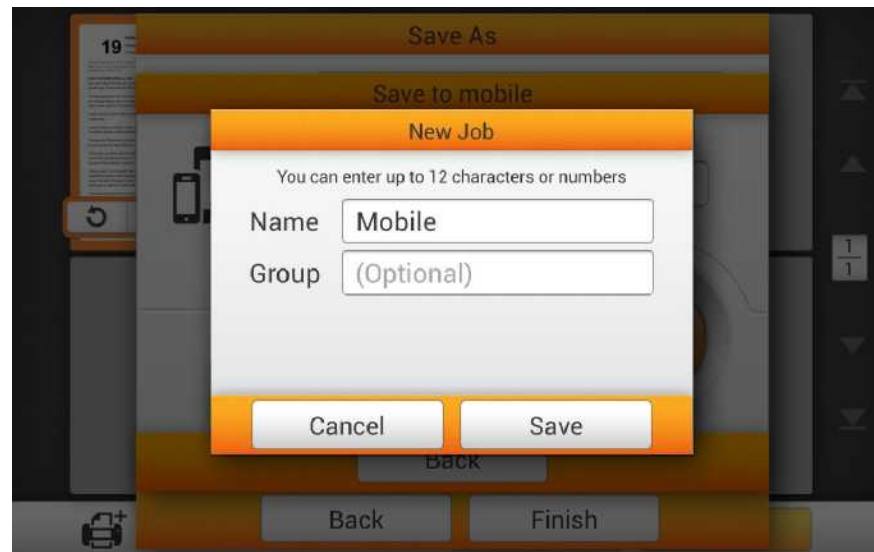 19
Save As
Save to mobile
New Job
You can enter up to 12 characters or numbers
Name Mobile
Group (Optional)
1
1
Cancel Save
Back
Back Finish